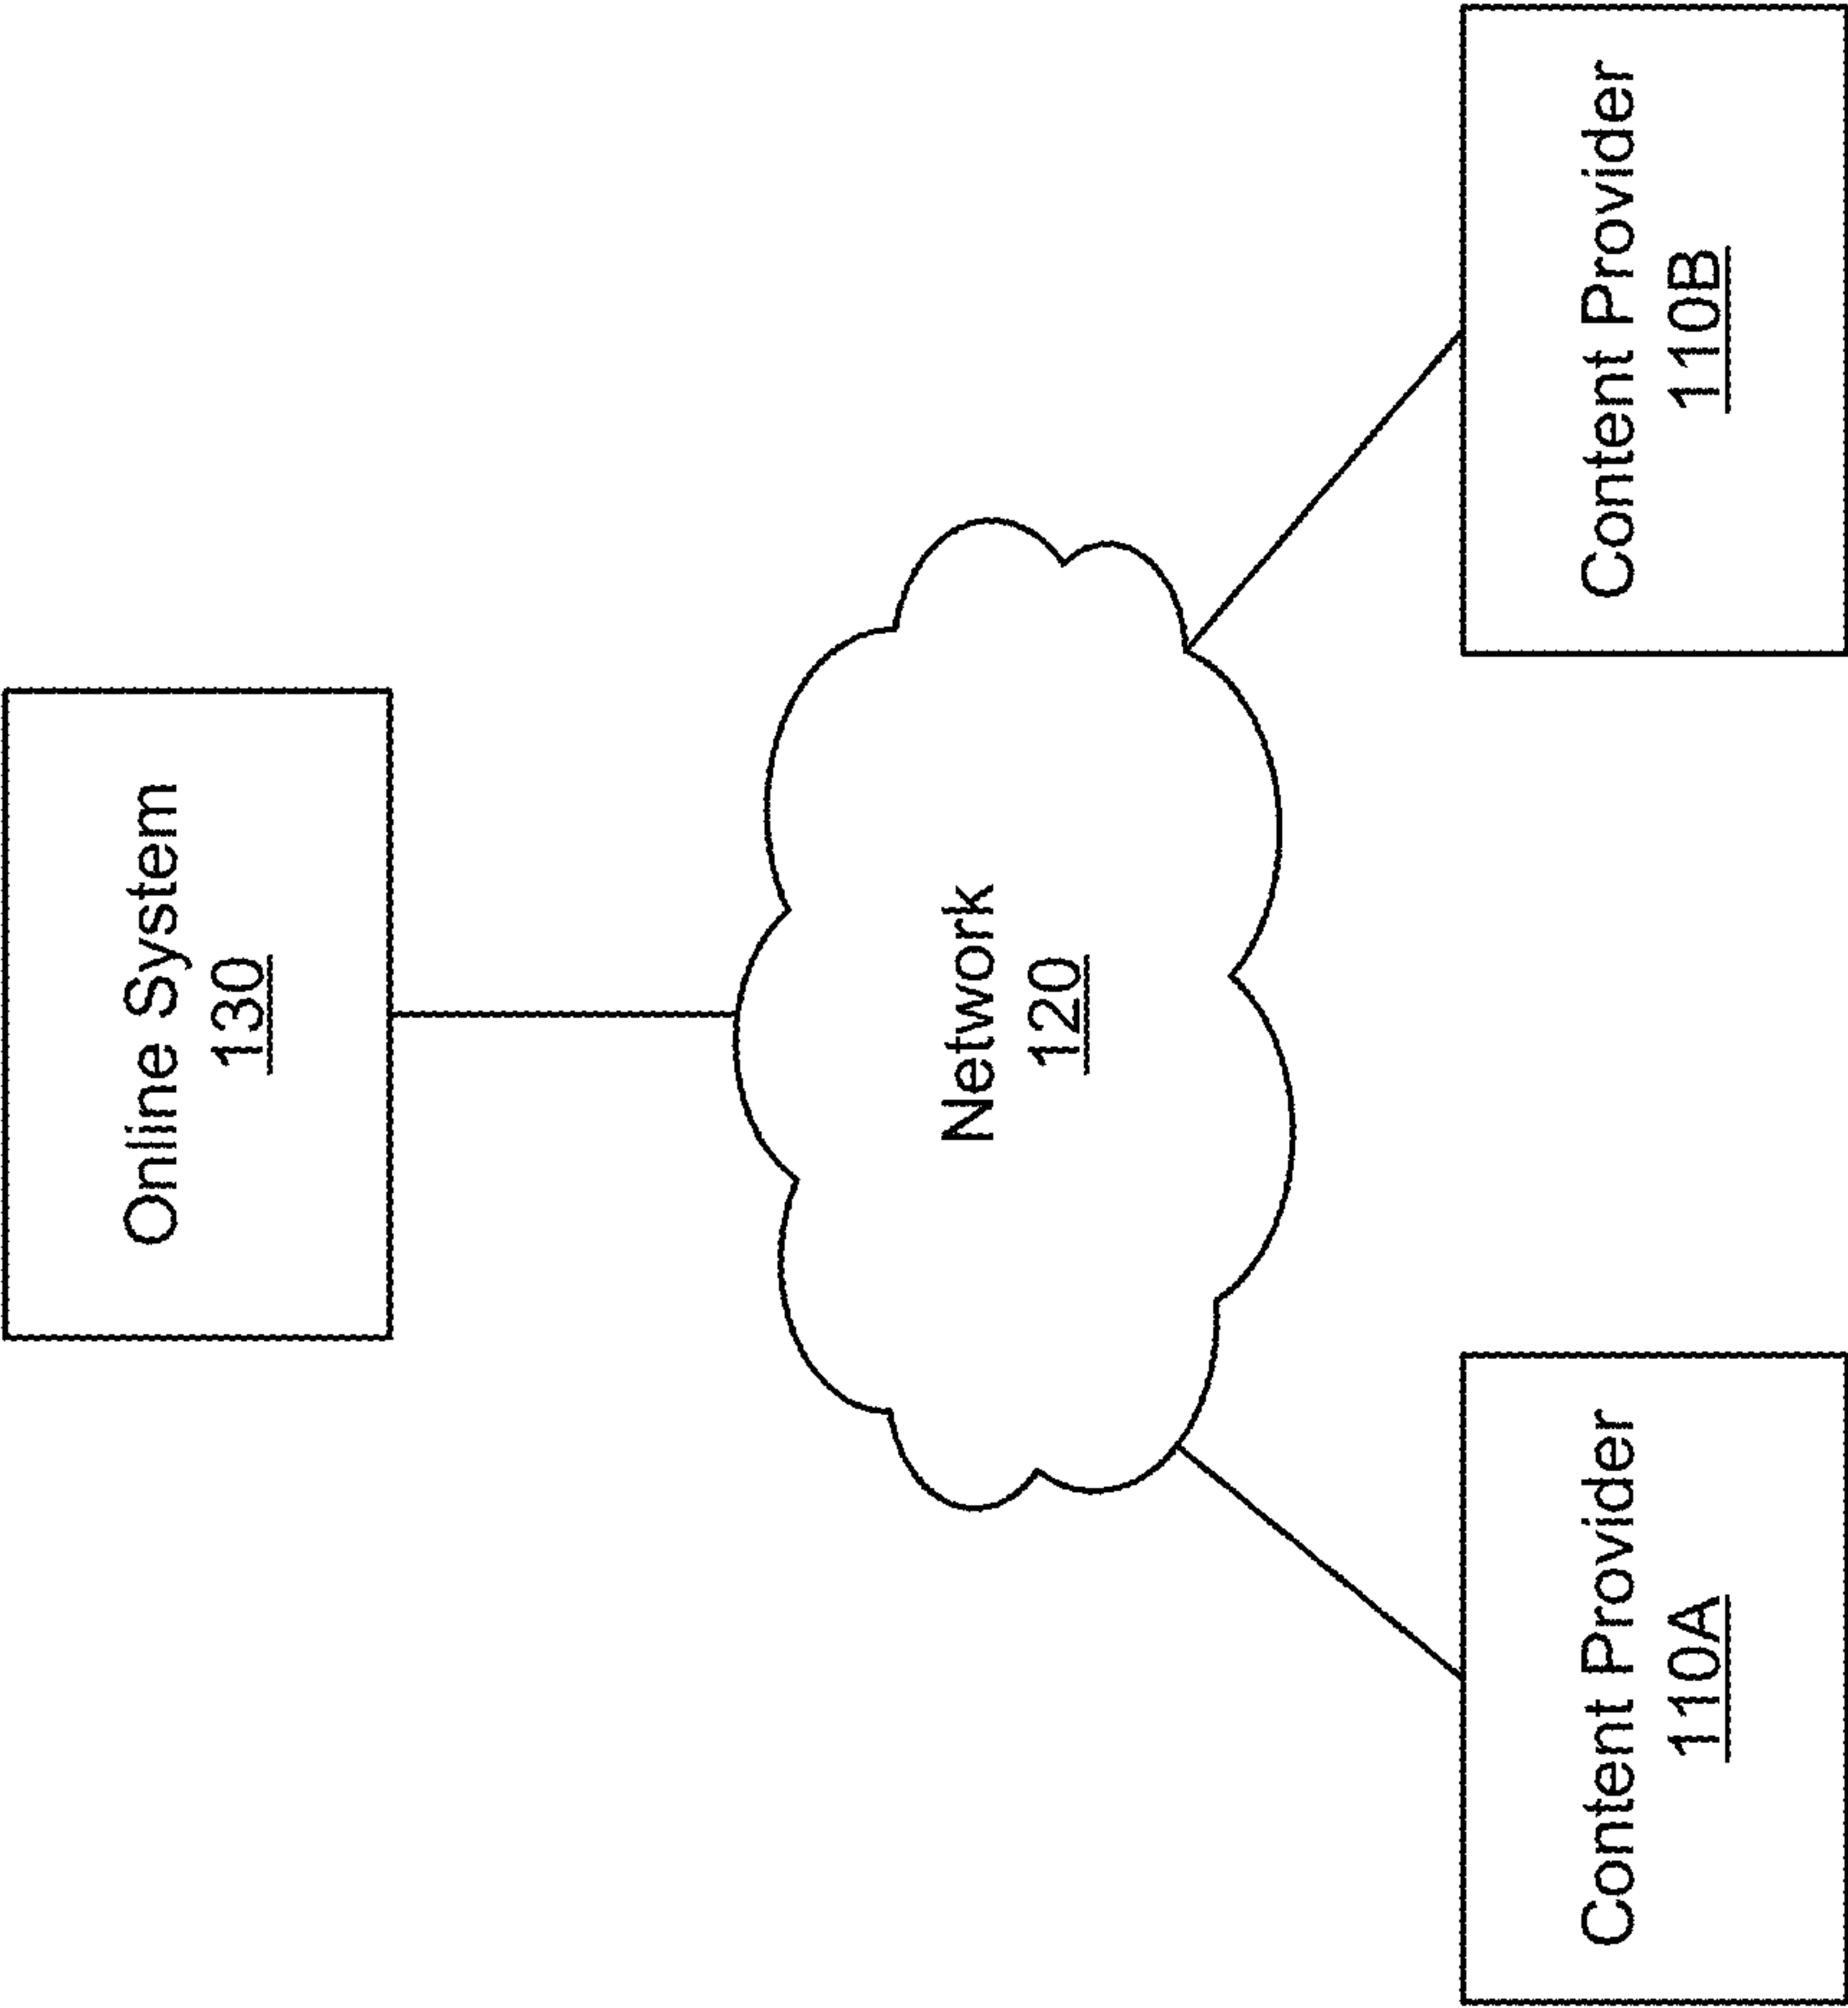 Online System
130
Network
120
Content Provider
110A
Content Provider
110B